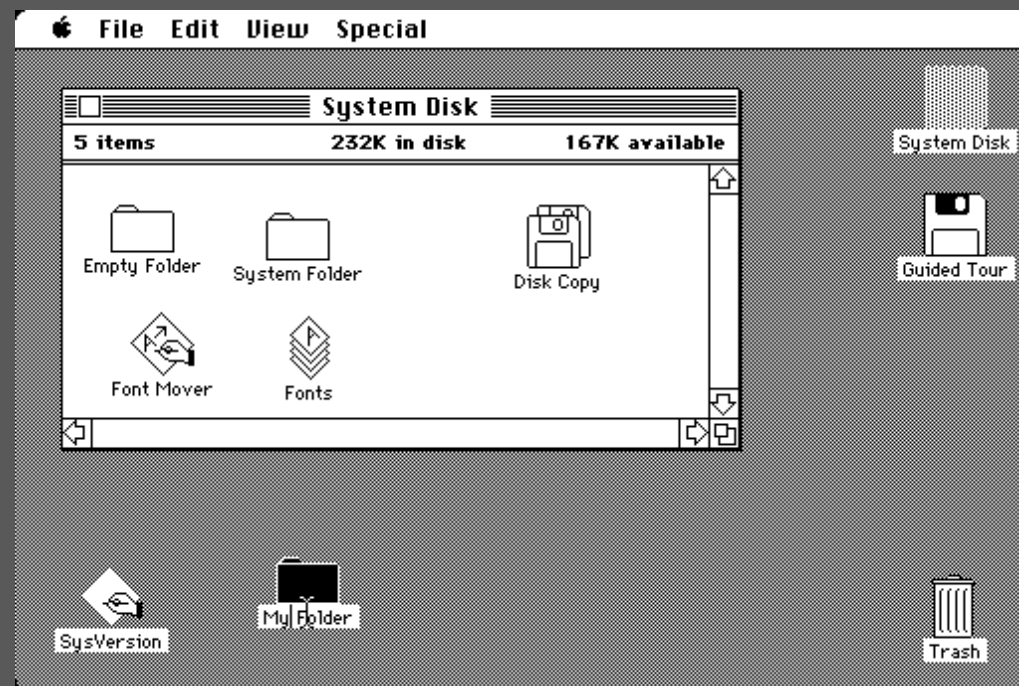 File Edit View Special
System Disk
5 items 232K in disk 167K available
Empty Folder
System Folder
Disk Copy
Font Mover
Fonts
System Disk
Guided Tour
SysVersion
My Folder
Trash